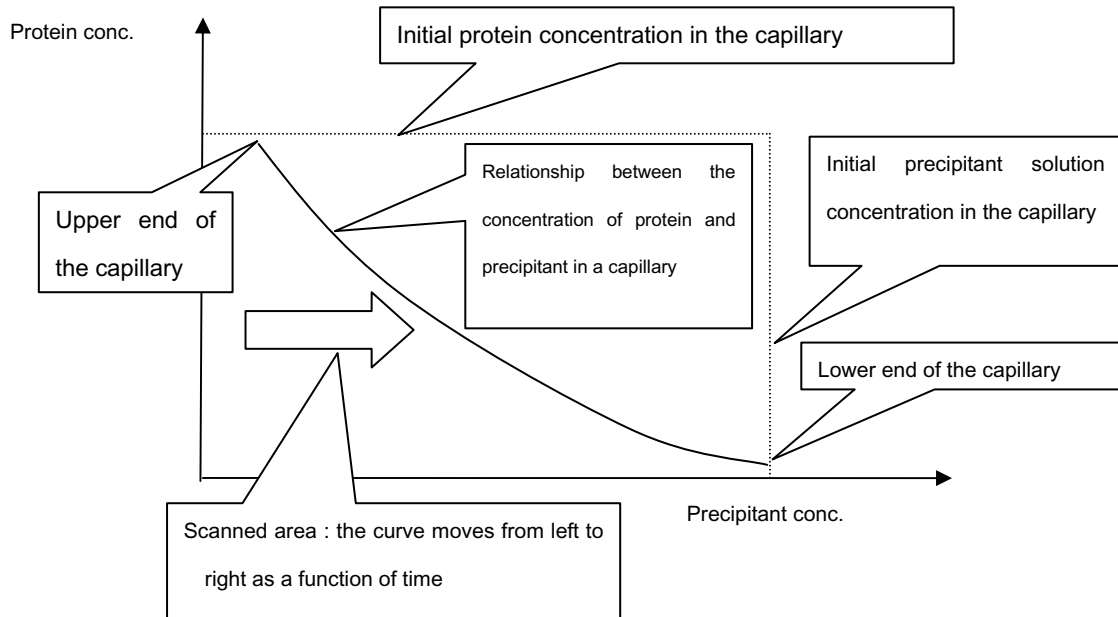 Protein conc.
Initial protein concentration in the capillary
Relationship between the
concentration of protein and
precipitant in a capillary
Initial precipitant solution
concentration in the capillary
Upper end of
the capillary
Lower end of the capillary
Precipitant conc.
Scanned area : the curve moves from left to
right as a function of time